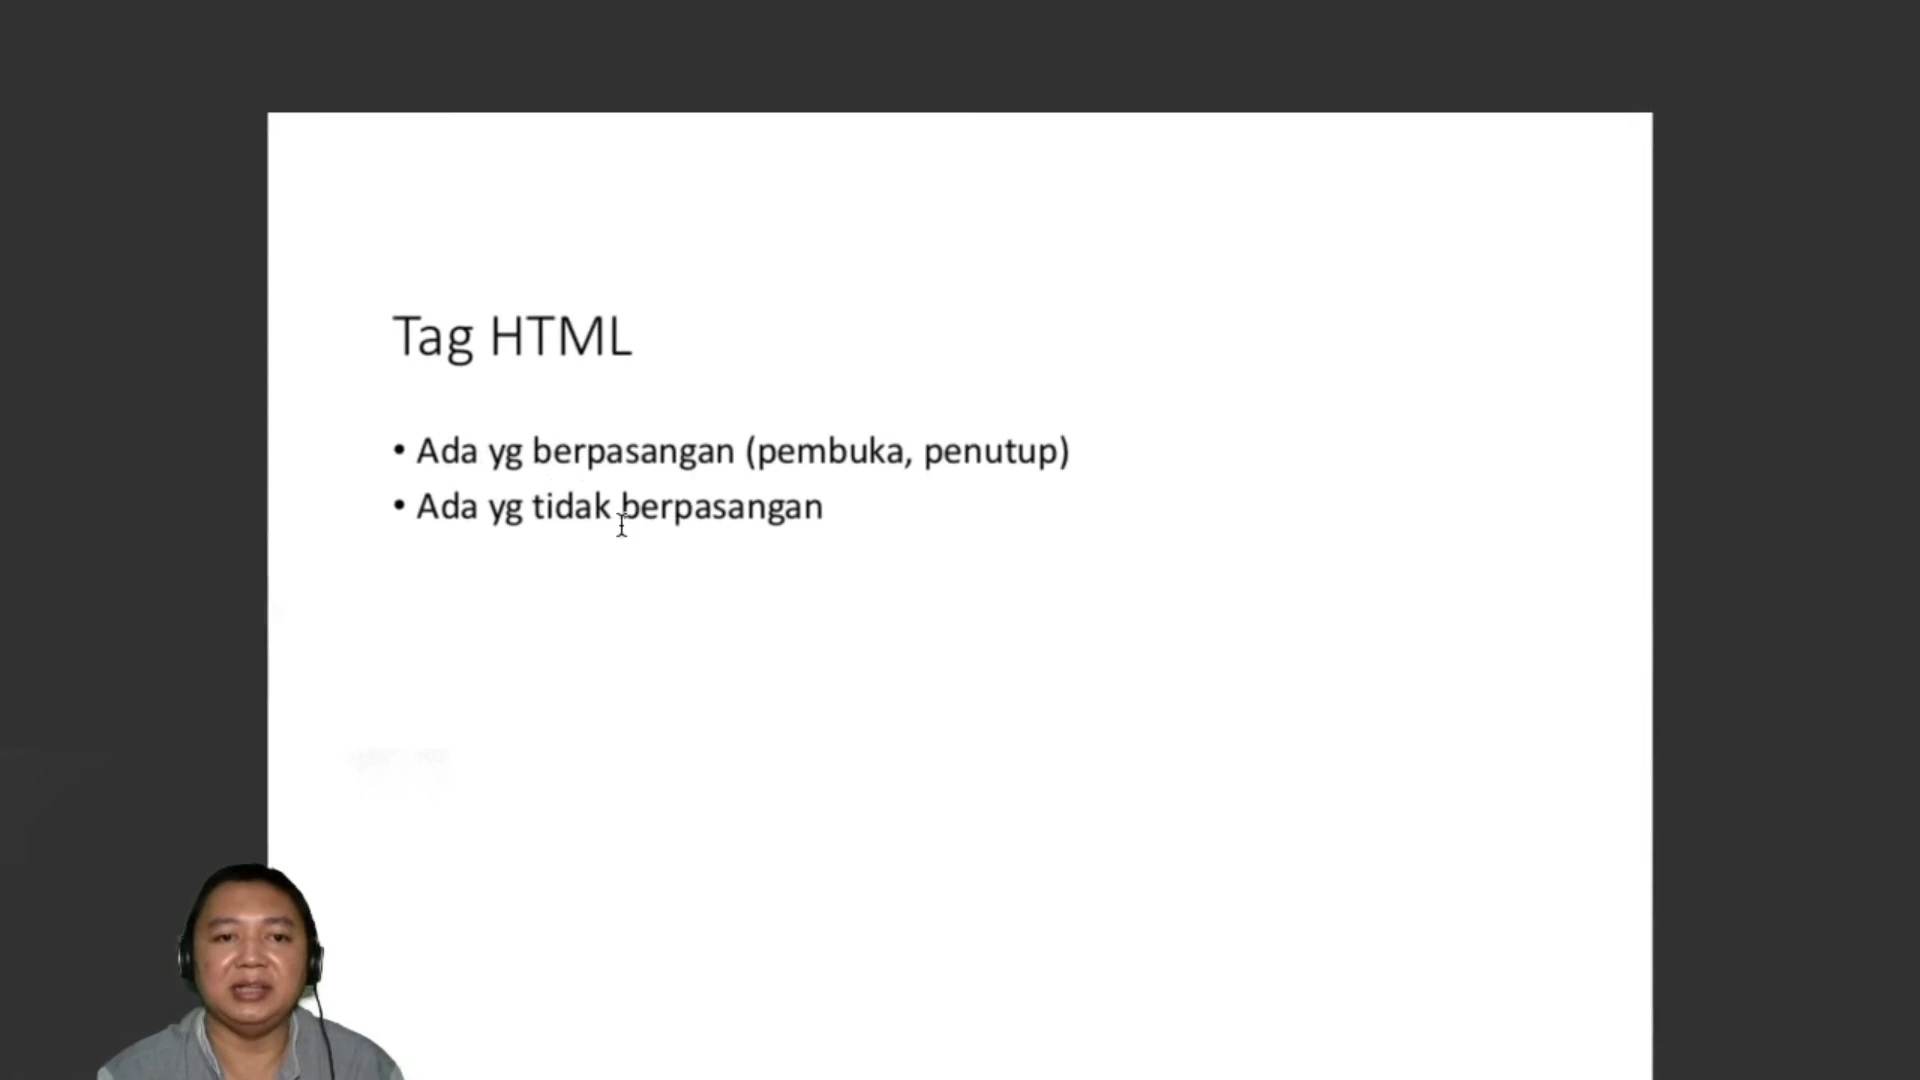 Tag HTML
• Ada yg berpasangan (pembuka, penutup)
• Ada yg tidak berpasangan